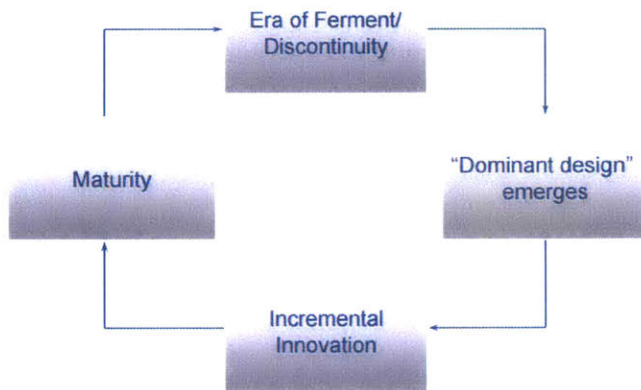 Era of Ferment/
Discontinuity
Maturity
“Dominant design”
emerges
Incremental
Innovation